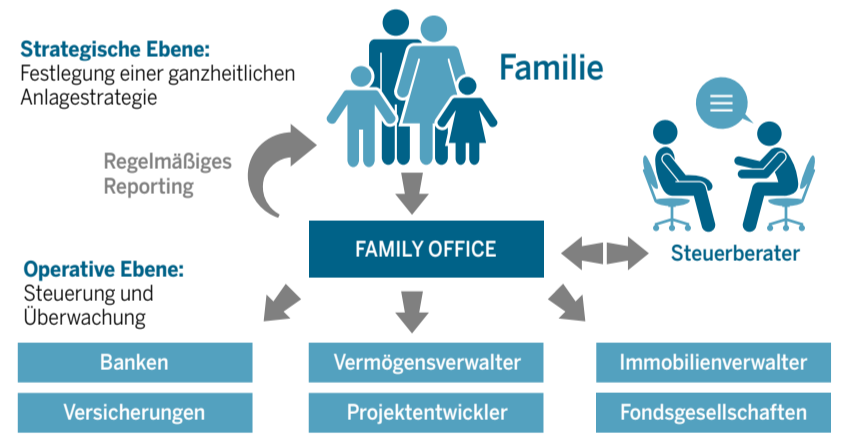 Strategische Ebene:
Festlegung einer ganzheitlichen
Anlagestrategie
Familie
Regelmäßiges
Reporting
FAMILY OFFICE
Steuerberater
Operative Ebene:
Steuerung und
Überwachung
Banken
Vermögensverwalter
Immobilienverwalter
Versicherungen
Projektentwickler
Fondsgesellschaften